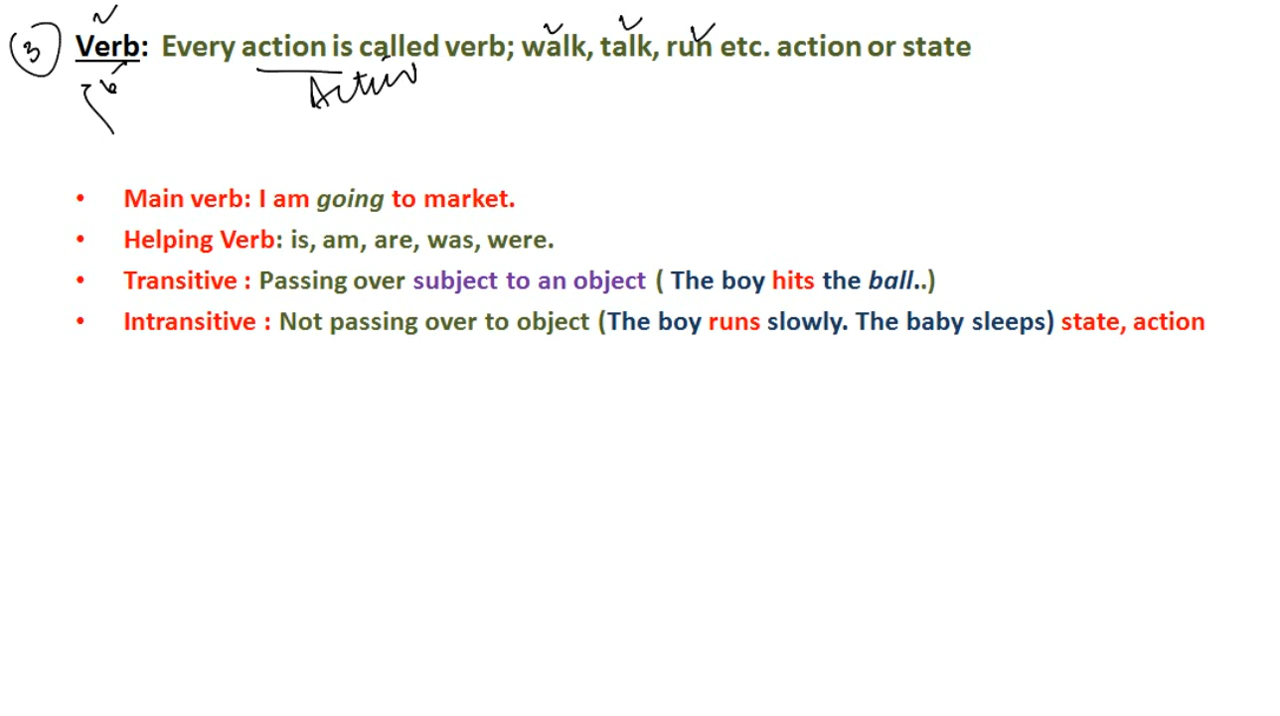 3 Verb: Every action is called verb; walk, talk, run etc. action or state
Action
• Main verb: I am going to market.
• Helping Verb: is, am, are, was, were.
• Transitive : Passing over subject to an object ( The boy hits the ball..)
• Intransitive : Not passing over to object (The boy runs slowly. The baby sleeps) state, action